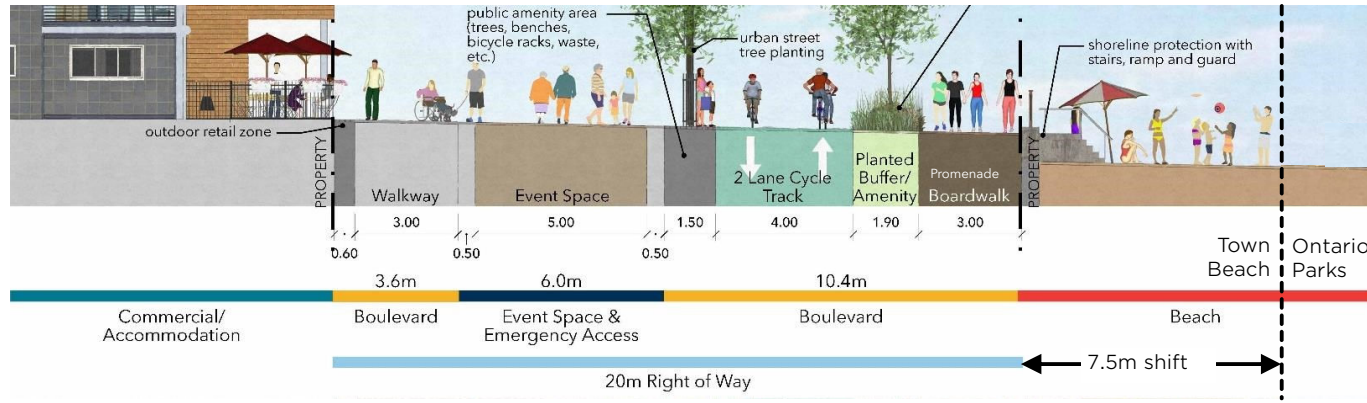 public amenity area
(trees, benches,
bicycle racks, waste,
etc.)
urban street
tree planting
shoreline protection with
stairs, ramp and guard
outdoor retail zone
PROPERTY
Walkway
Event Space
2 Lane Cycle
Track
Planted
Buffer/
Amenity
Promenade
Boardwalk
PROPERTY
3.00
5.00
1.50
4.00
1.90
3.00
0.60
0.50
0.50
Town
Beach
Ontario
Parks
3.6m
6.0m
10.4m
Commercial/
Accommodation
Boulevard
Event Space &
Emergency Access
Boulevard
Beach
7.5m shift
20m Right of Way